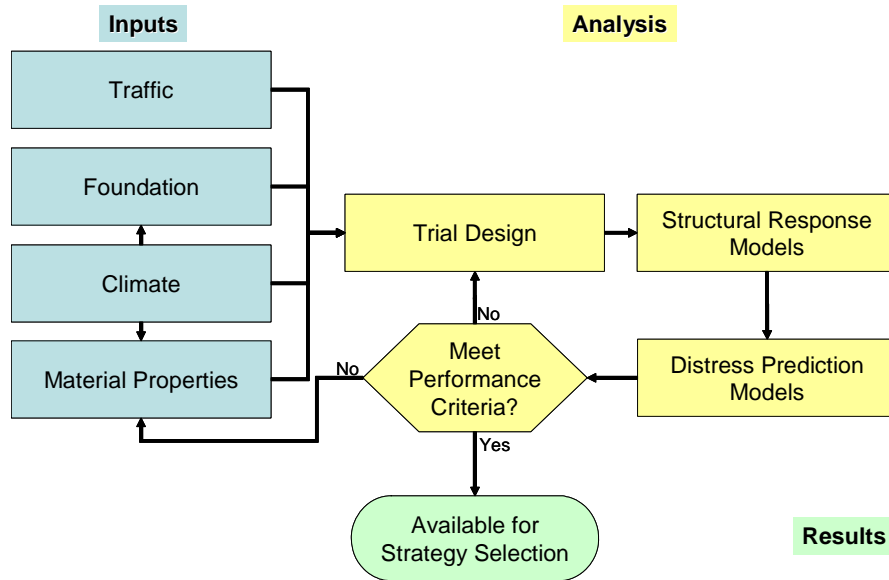 Inputs
Analysis
Traffic
Foundation
Climate
Material Properties
Trial Design
Structural Response
Models
Distress Prediction
Models
No
No
Meet
Performance
Criteria?
Yes
Available for
Strategy Selection
Results